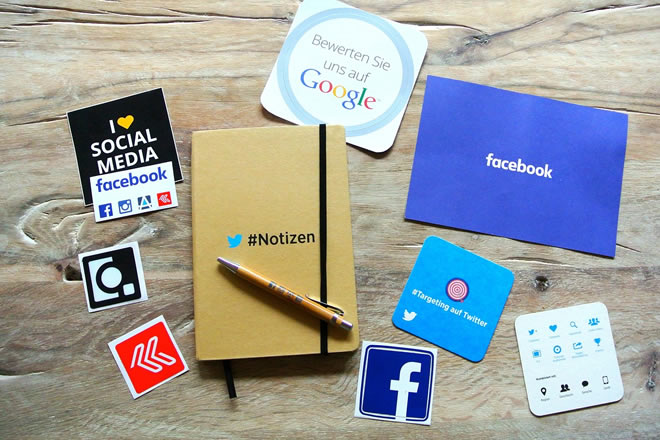 Bewerten Sie
uns auf
Google
I
SOCIAL
MEDIA
facebook
facebook
#Notizen
#Targeting auf Twitter